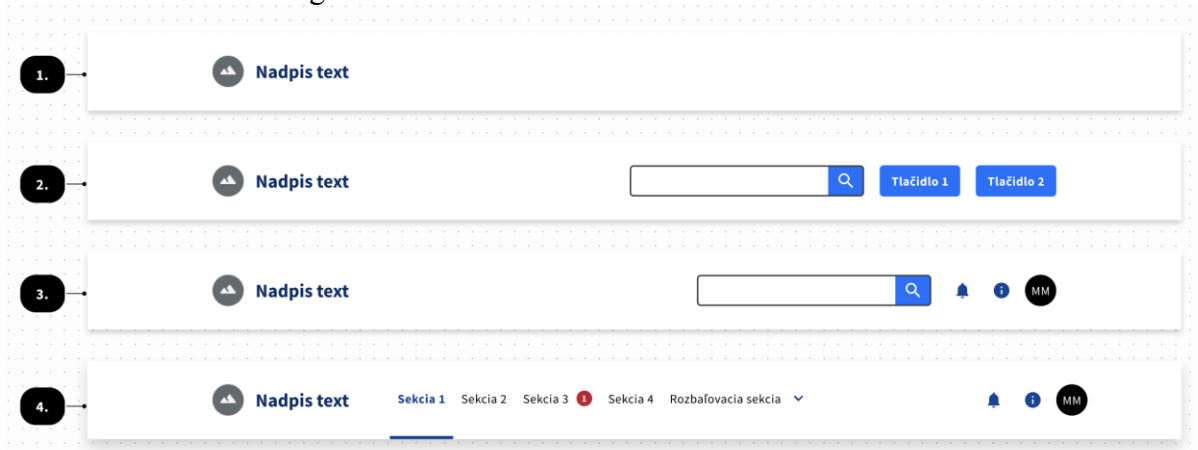 1. Nadpis text
2. Nadpis text Tlačidlo 1 Tlačidlo 2
3. Nadpis text MM
4. Nadpis text Sekcia 1 Sekcia 2 Sekcia 3 1 Sekcia 4 Rozbaľovacia sekcia MM